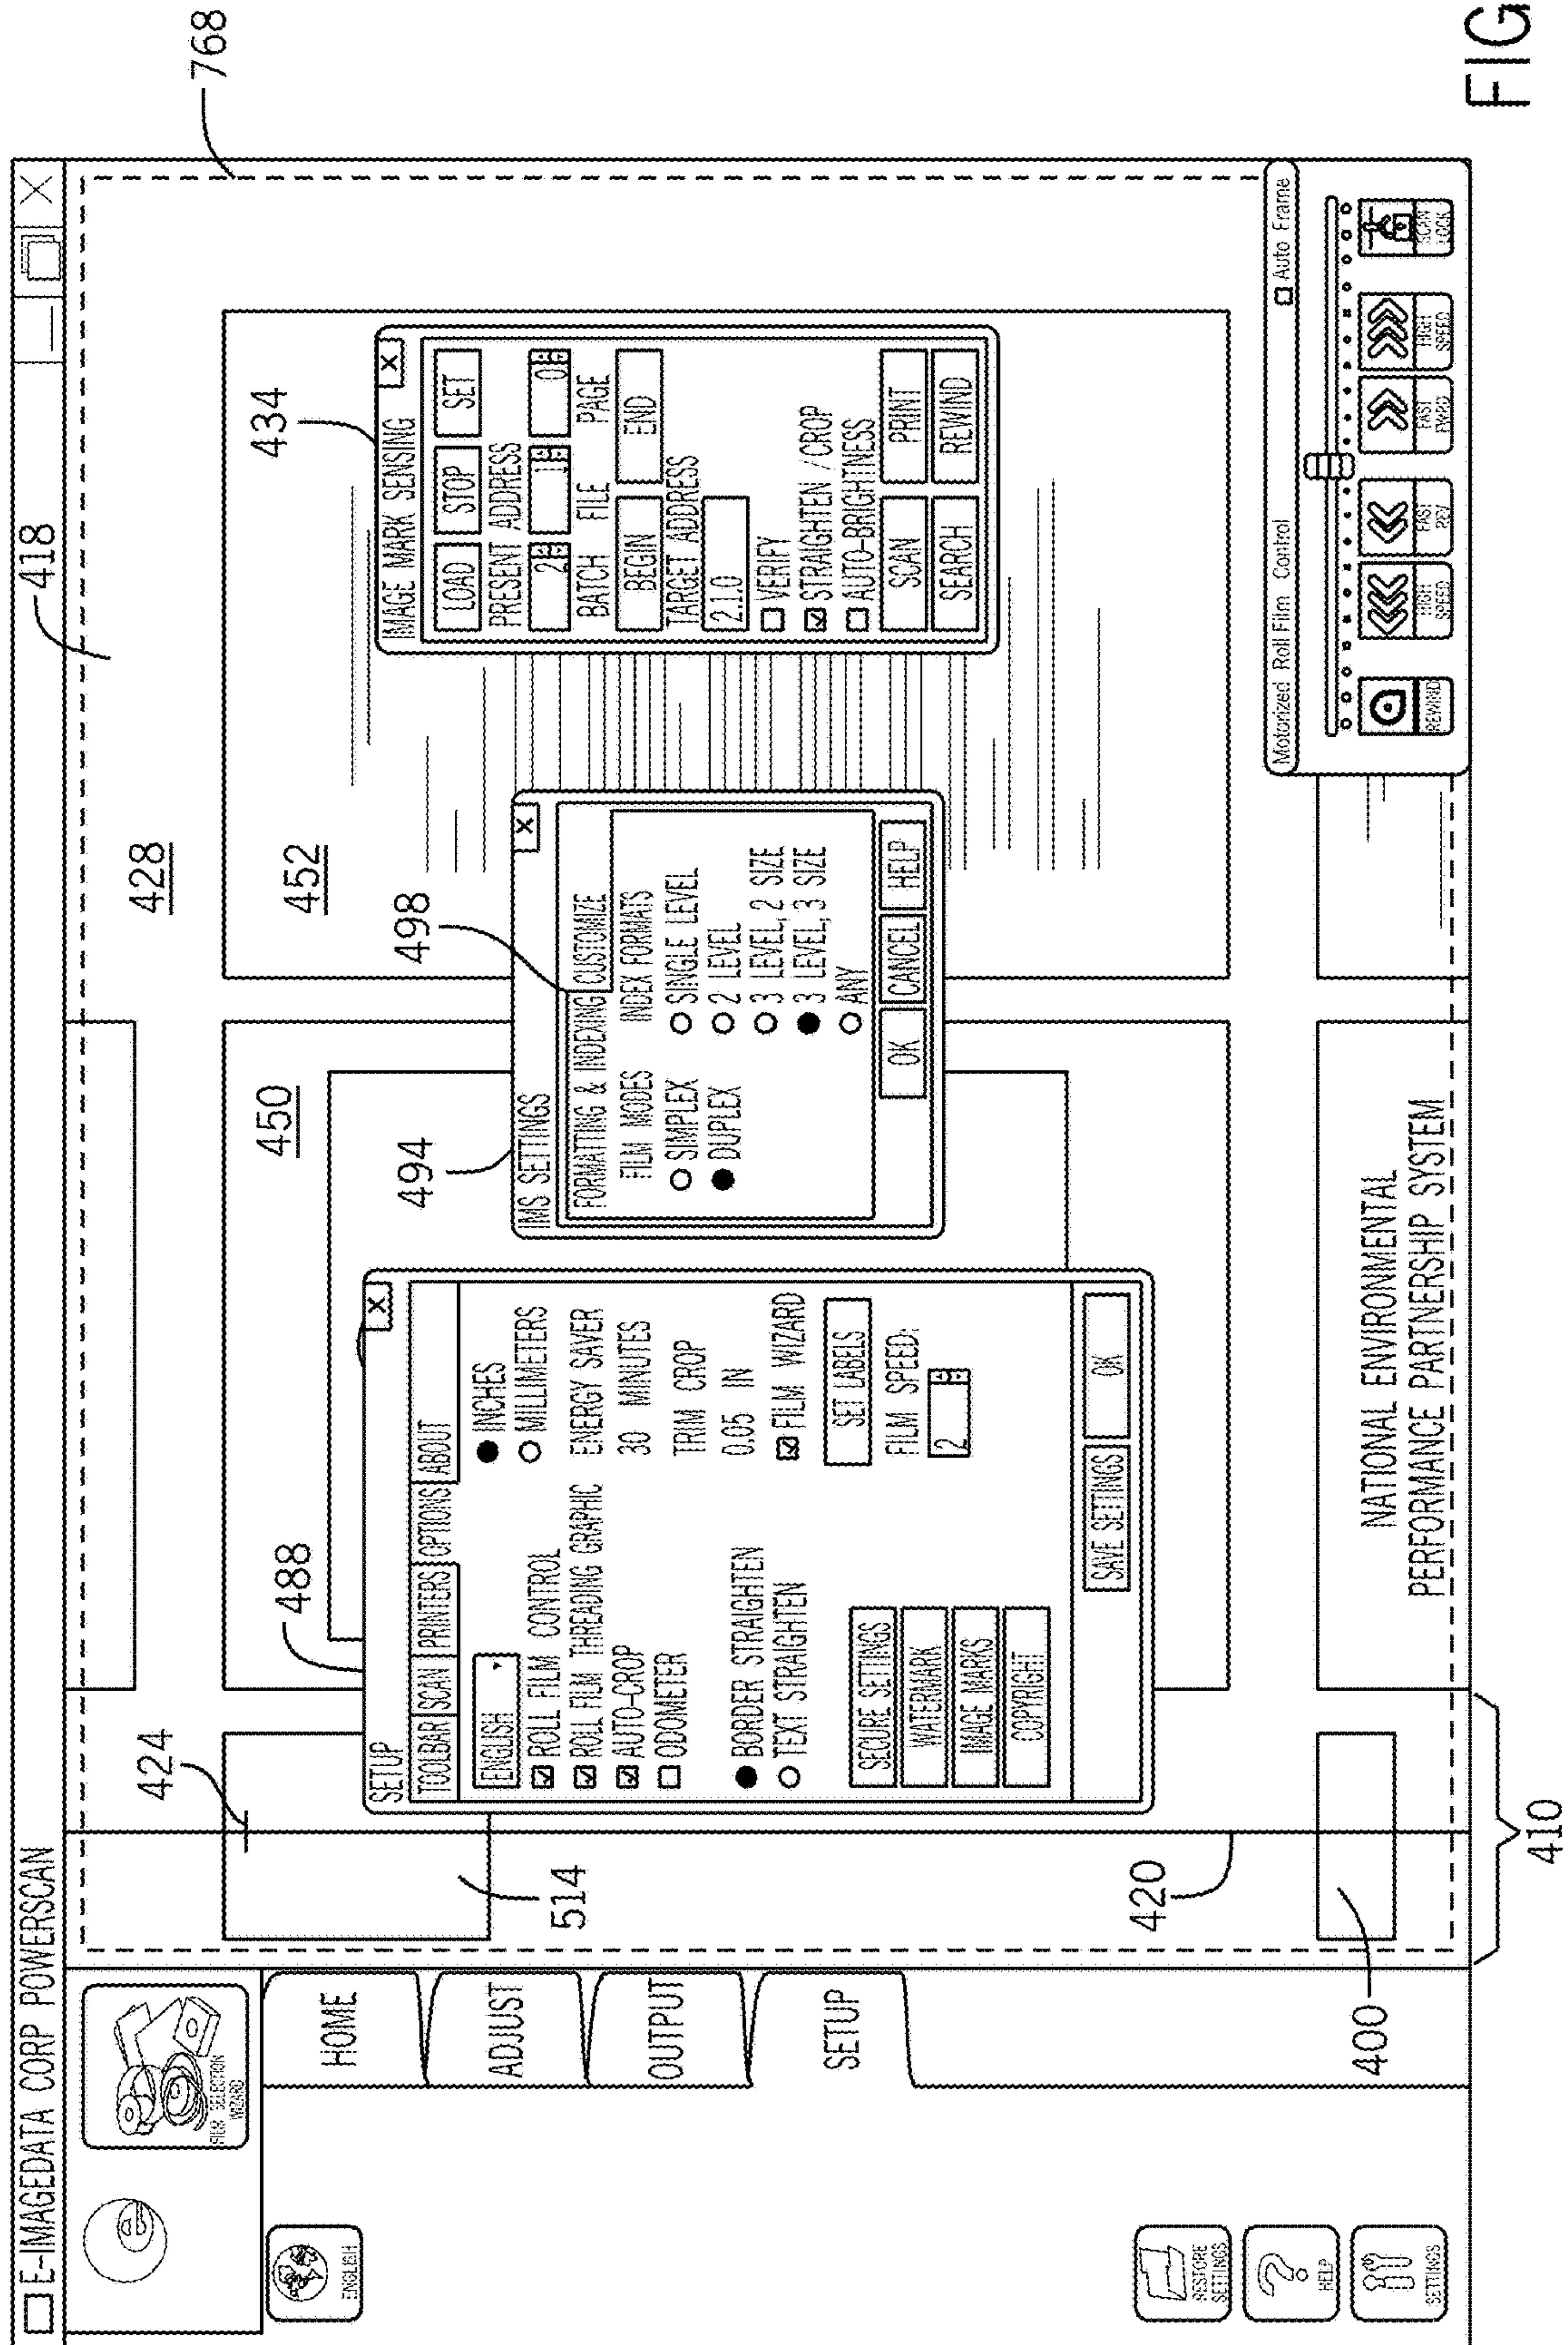 E-IMAGEDATA CORP POWERSCAN
X
418
768
FILM SELECTION
WIZARD
ENGLISH
HOME
ADJUST
OUTPUT
SETUP
RESTORE
SETTINGS
?
HELP
SETTINGS
424
514
420
400
410
428
450
452
488
SETUP
X
TOOLBAR
SCAN
PRINTERS
OPTIONS
ABOUT
ENGLISH
ROLL FILM CONTROL
ROLL FILM THREADING GRAPHIC
AUTO-CROP
ODOMETER
BORDER STRAIGHTEN
TEXT STRAIGHTEN
SECURE SETTINGS
WATERMARK
IMAGE MARKS
COPYRIGHT
INCHES
MILLIMETERS
ENERGY SAVER
30 MINUTES
TRIM CROP
0.05 IN
FILM WIZARD
SET LABELS
FILM SPEED:
2
SAVE SETTINGS
OK
494
498
IMS SETTINGS
X
FORMATTING & INDEXING
CUSTOMIZE
FILM MODES
SIMPLEX
DUPLEX
INDEX FORMATS
SINGLE LEVEL
2 LEVEL
3 LEVEL, 2 SIZE
3 LEVEL, 3 SIZE
ANY
OK
CANCEL
HELP
434
IMAGE MARK SENSING
X
LOAD
STOP
SET
PRESENT ADDRESS
2
1
0
BATCH FILE PAGE
BEGIN
END
TARGET ADDRESS
2.1.0
VERIFY
STRAIGHTEN /CROP
AUTO-BRIGHTNESS
SCAN
PRINT
SEARCH
REWIND
NATIONAL ENVIRONMENTAL
PERFORMANCE PARTNERSHIP SYSTEM
Motorized Roll Film Control
Auto Frame
REWIND
HIGH
SPEED
FAST
REV
FAST
FWRD
HIGH
SPEED
SCAN
LOCK
FIG